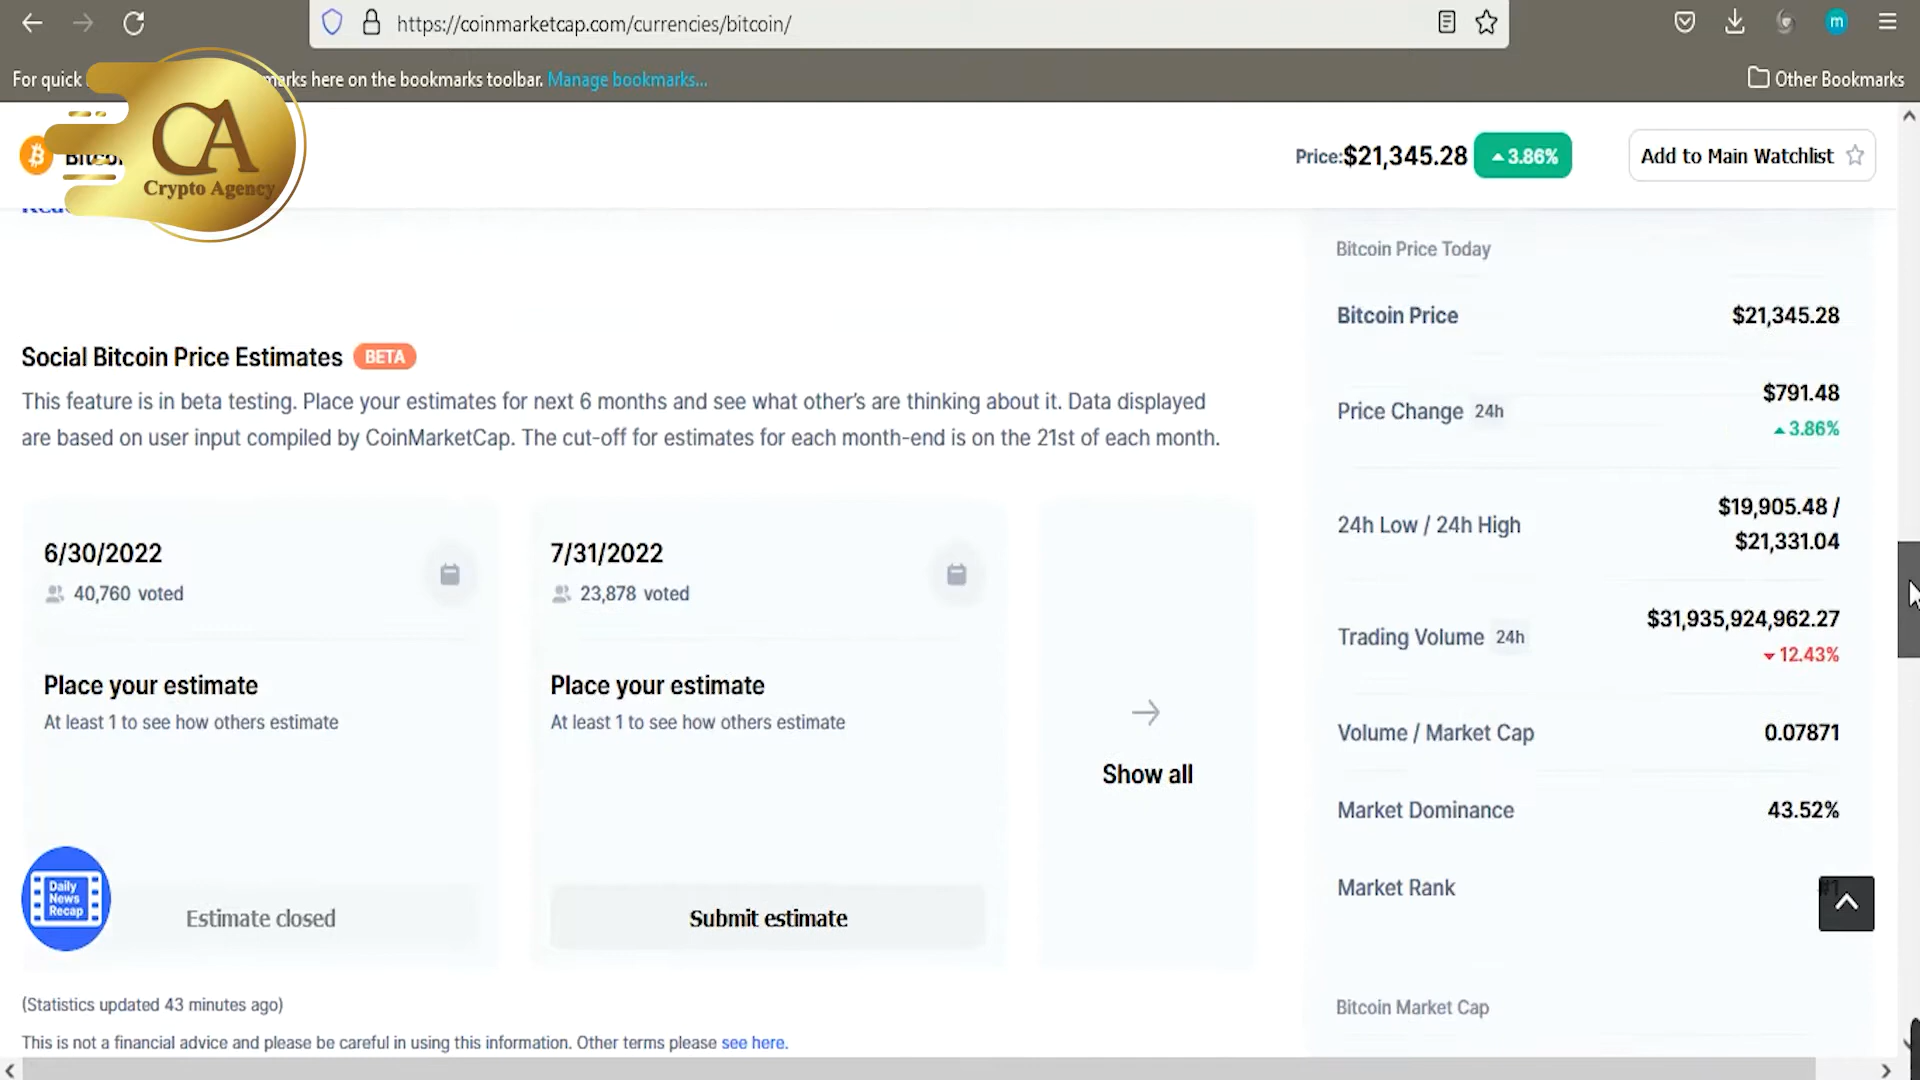 https://coinmarketcap.com/currencies/bitcoin/
m
For quick
marks here on the bookmarks toolbar. Manage bookmarks...
Other Bookmarks
CA
Crypto Agency
Price:$21,345.28
3.86%
Add to Main Watchlist
Bitcoin Price Today
Bitcoin Price
$21,345.28
Social Bitcoin Price Estimates BETA
This feature is in beta testing. Place your estimates for next 6 months and see what other's are thinking about it. Data displayed
are based on user input compiled by CoinMarketCap. The cut-off for estimates for each month-end is on the 21st of each month.
Price Change 24h
$791.48
3.86%
24h Low / 24h High
$19,905.48 /
$21,331.04
6/30/2022
40,760 voted
Place your estimate
At least 1 to see how others estimate
Estimate closed
7/31/2022
23,878 voted
Place your estimate
At least 1 to see how others estimate
Submit estimate
Show all
Trading Volume 24h
$31,935,924,962.27
12.43%
Volume / Market Cap
0.07871
Market Dominance
43.52%
Market Rank
#1
Daily
News
Recap
(Statistics updated 43 minutes ago)
This is not a financial advice and please be careful in using this information. Other terms please see here.
Bitcoin Market Cap